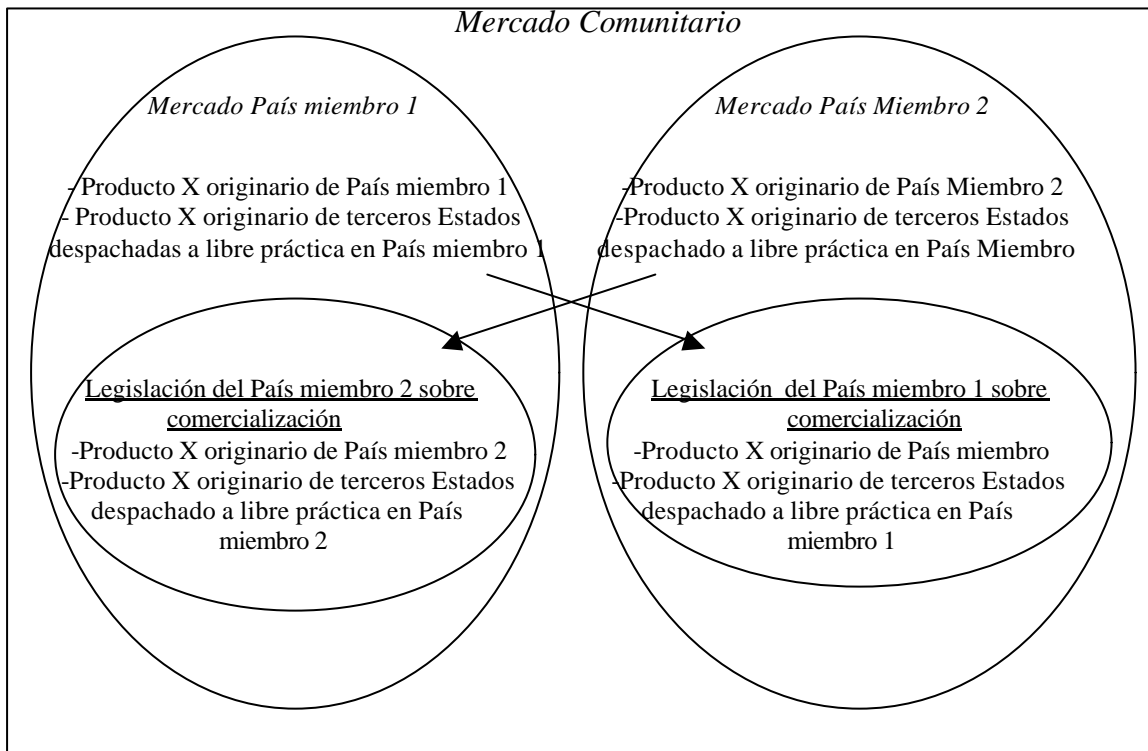 Mercado Comunitario
Mercado País miembro 1
- Producto X originario de País miembro 1
- Producto X originario de terceros Estados
despachadas a libre práctica en País miembro 1
Legislación del País miembro 2 sobre
comercialización
-Producto X originario de País miembro 2
-Producto X originario de terceros Estados
despachado a libre práctica en País
miembro 2
Mercado País Miembro 2
-Producto X originario de País Miembro 2
-Producto X originario de terceros Estados
despachado a libre práctica en País Miembro
Legislación del País miembro 1 sobre
comercialización
-Producto X originario de País miembro
-Producto X originario de terceros Estados
despachado a libre práctica en País
miembro 1